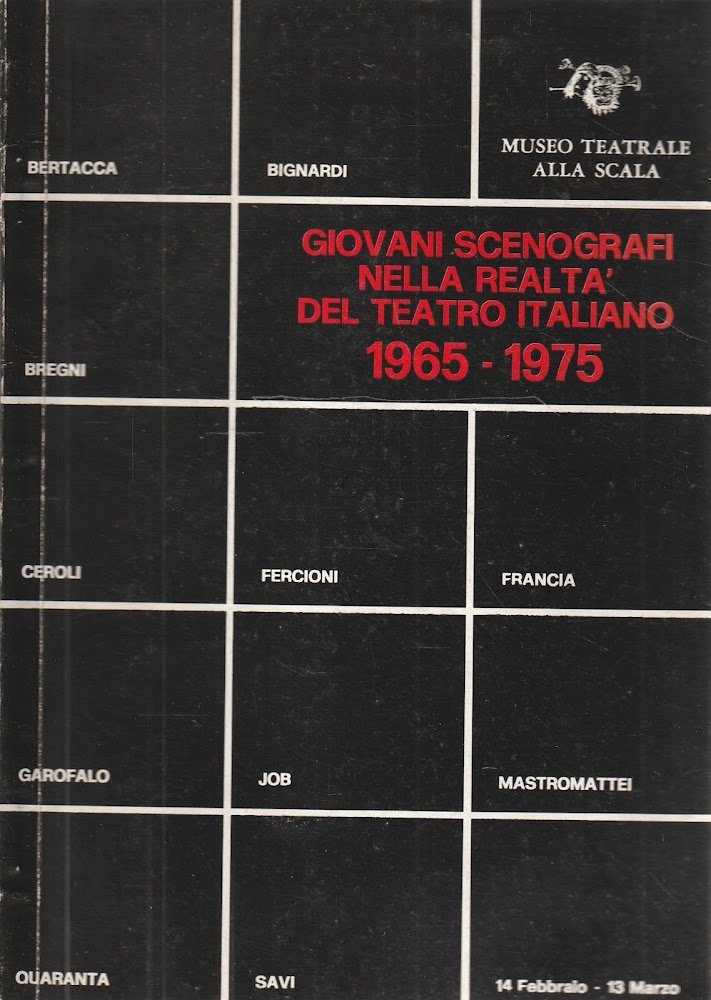 MUSEO TEATRALE
ALLA SCALA
BERTACCA
BIGNARDI
GIOVANI SCENOGRAFI
NELLA REALTA'
DEL TEATRO ITALIANO
1965 - 1975
BREGNI
CEROLI
FERCIONI
FRANCIA
GAROFALO
JOB
MASTROMATTEI
QUARANTA
SAVI
14 Febbraio - 13 Marzo